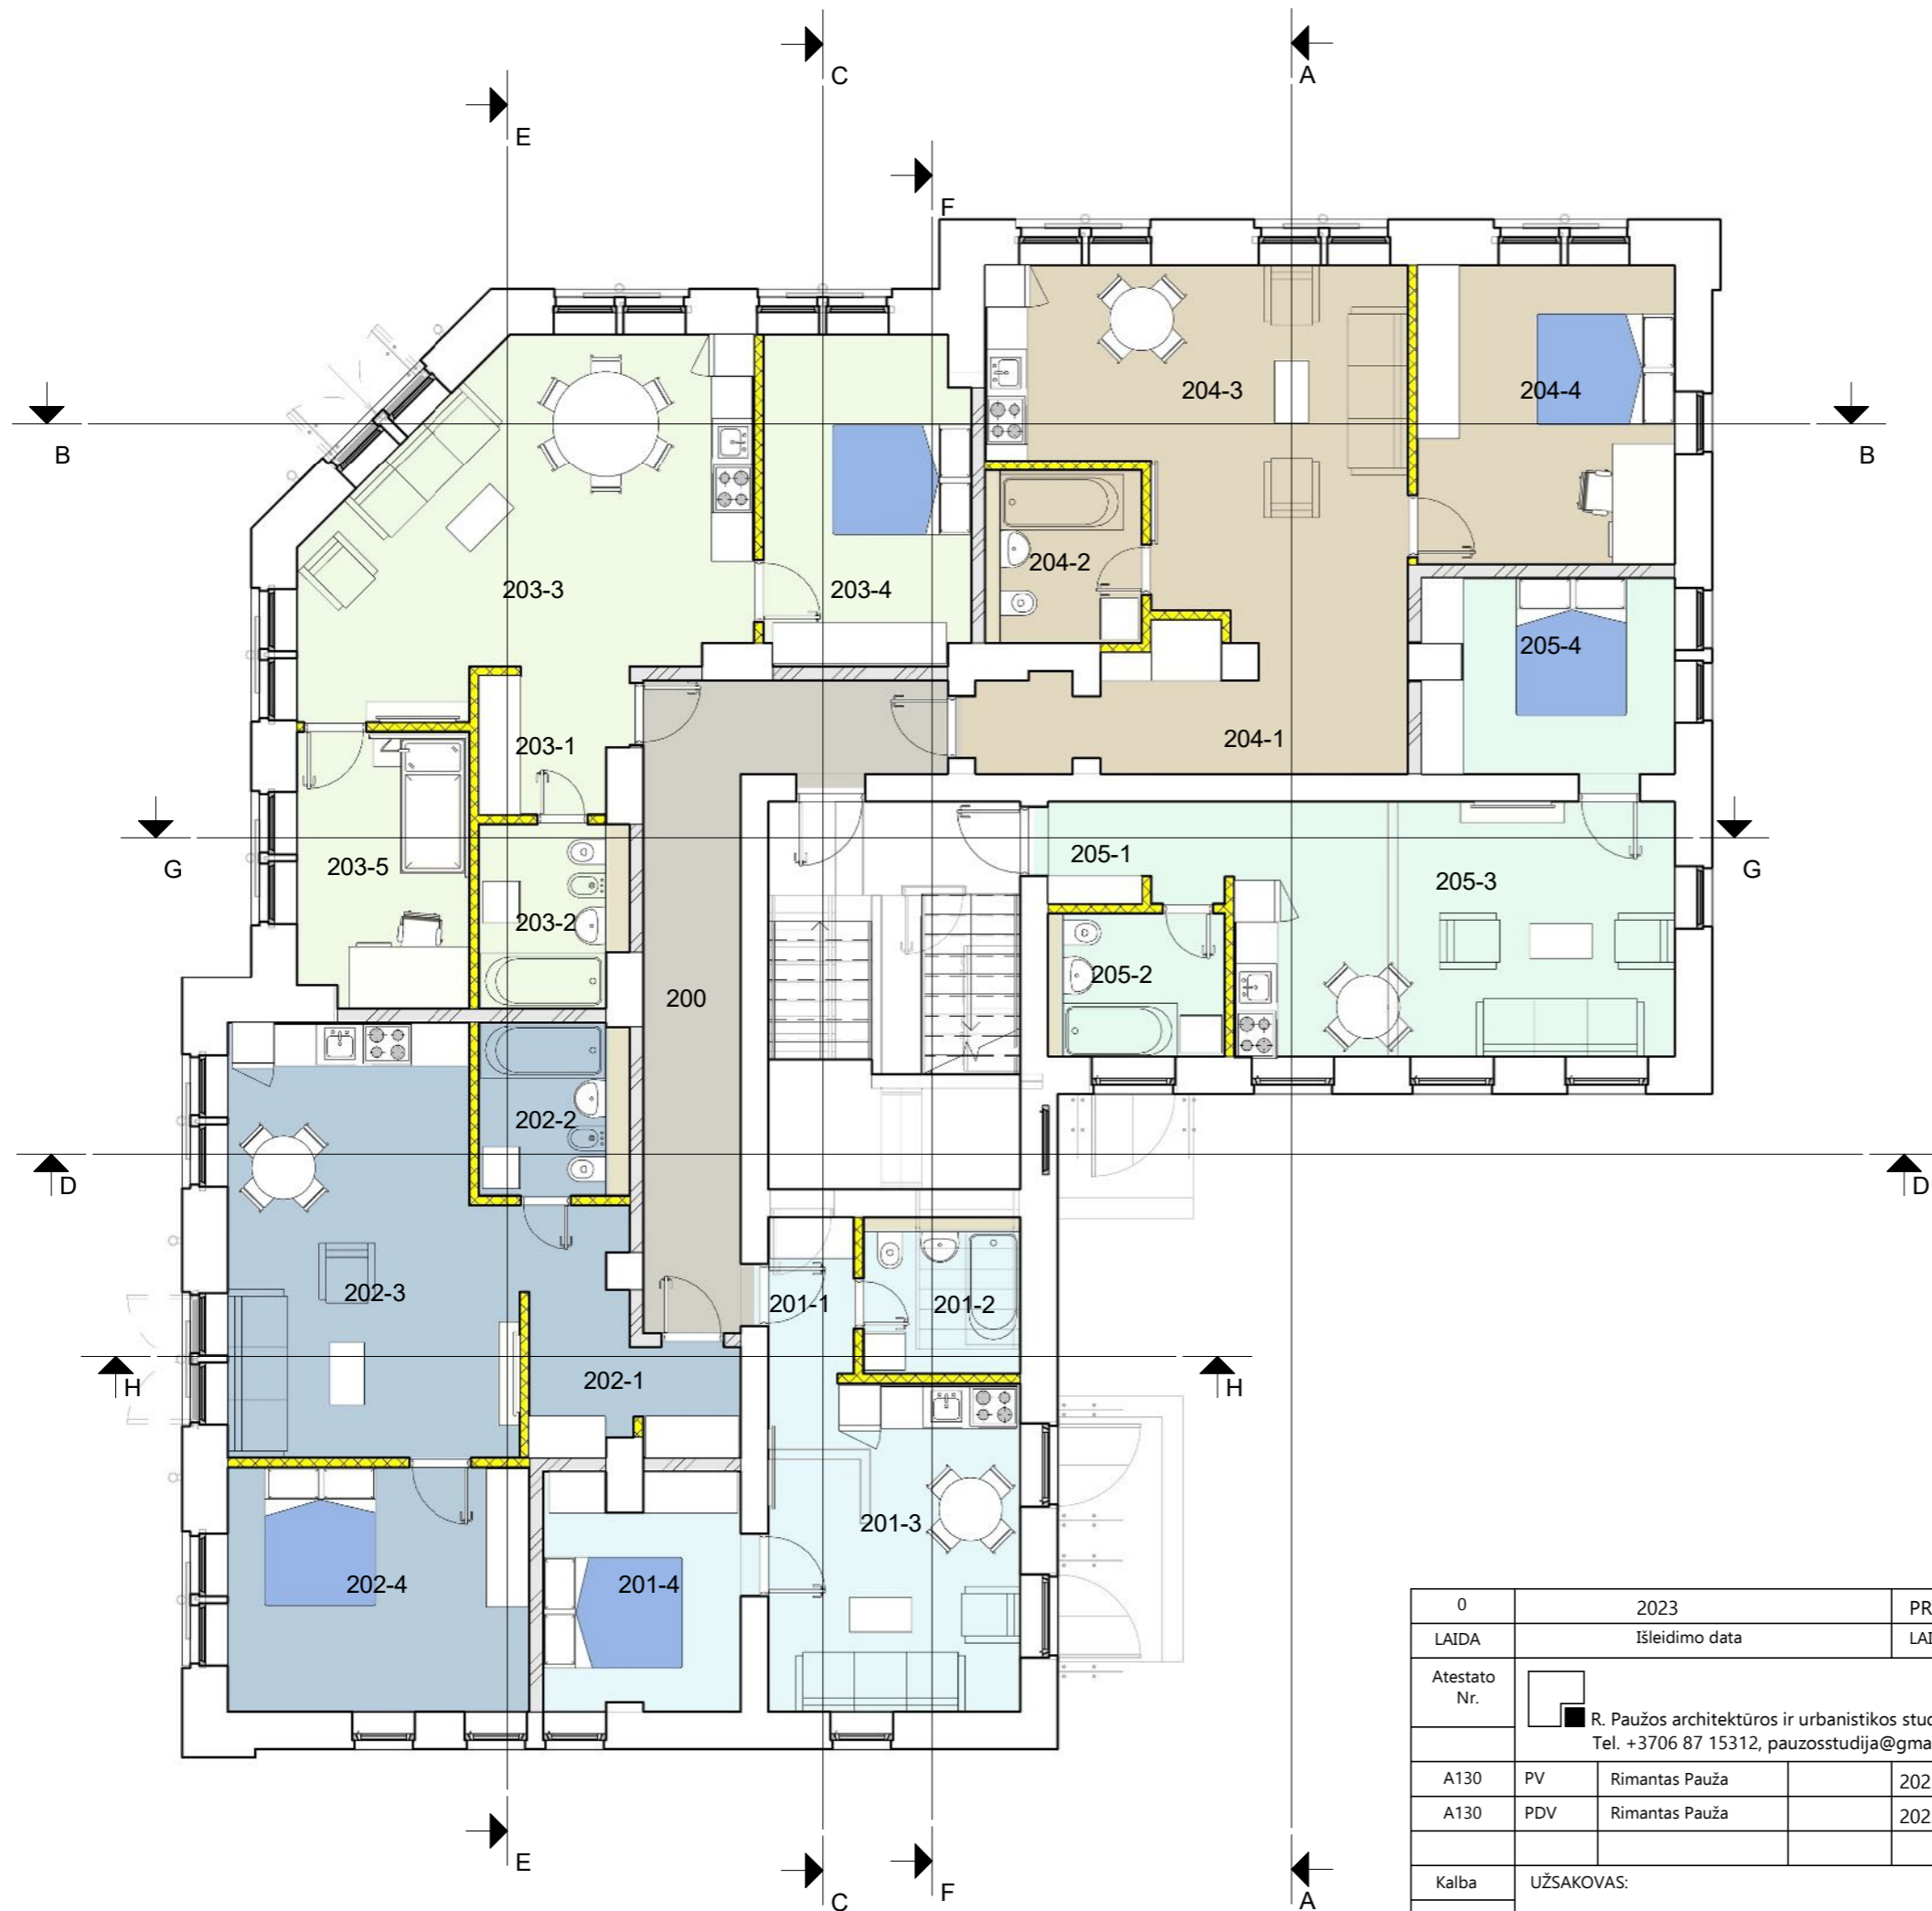 C
A
E
F
B
B
204-3
204-4
203-3
203-4
204-2
205-4
203-1
204-1
G
G
203-5
203-2
205-1
205-3
205-2
200
202-2
D
D
202-3
201-1
201-2
H
H
202-1
201-3
202-4
201-4
E
C
F
A
0 2023
LAIDA Išleidimo data
Atestato
Nr.
R. Paužos architektūros ir urbanistikos
Tel. +3706 87 15312,
A130 PV Rimantas Pauža
A130 PDV Rimantas Pauža
Kalba UŽSAKOVAS: